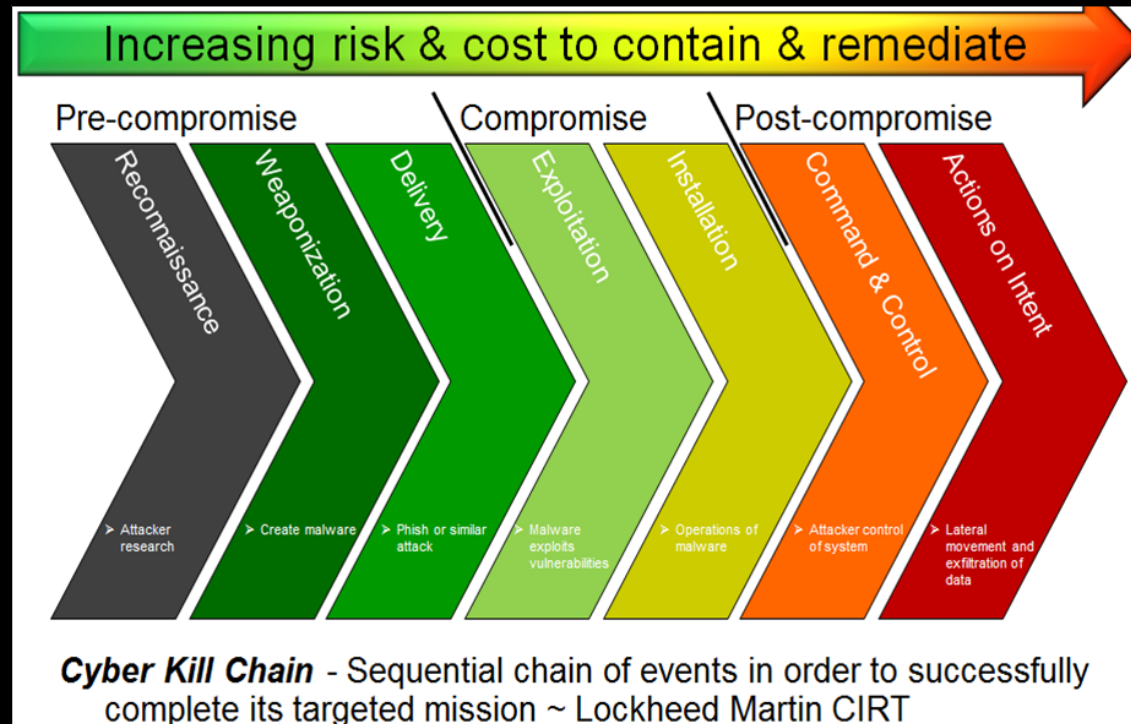 Increasing risk & cost to contain & remediate
Pre-compromise
Compromise
Post-compromise
Reconnaissance
Weaponization
Delivery
Exploitation
Installation
Command & Control
Actions on Intent
➢ Attacker
research
➢ Create malware
➢ Phish or similar
attack
➢ Malware
exploits
vulnerabilities
➢ Operations of
malware
➢ Attacker control
of system
➢ Lateral
movement and
exfiltration of
data
Cyber Kill Chain - Sequential chain of events in order to successfully
complete its targeted mission ~ Lockheed Martin CIRT